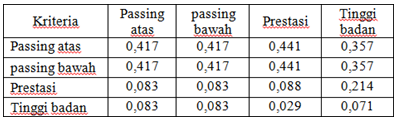 Kriteria Passing atas passing bawah Prestasi Tinggi badan
Passing atas 0,417 0,417 0,441 0,357
passing bawah 0,417 0,417 0,441 0,357
Prestasi 0,083 0,083 0,088 0,214
Tinggi badan 0,083 0,083 0,029 0,071